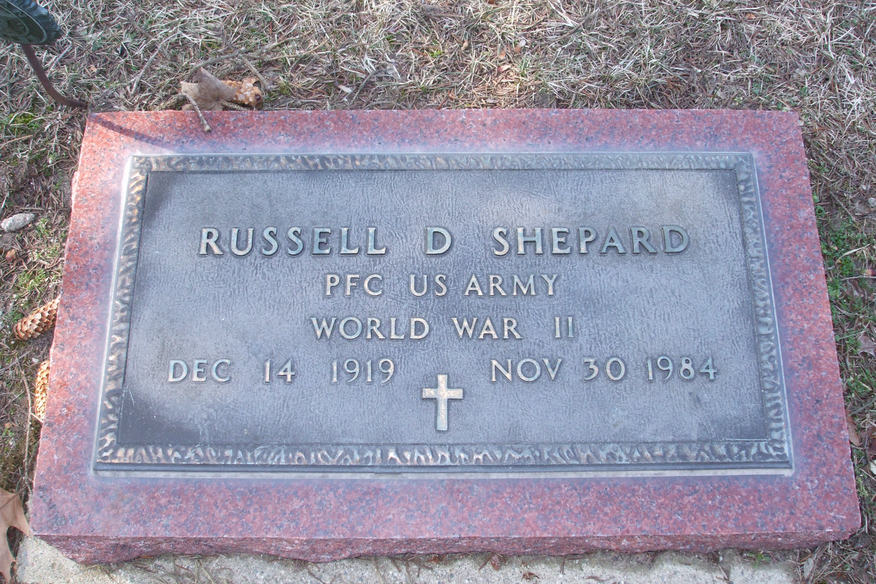 RUSSELL D SHEPARD
PFC US ARMY
WORLD WAR II
DEC 14 1919 NOV 30 1984